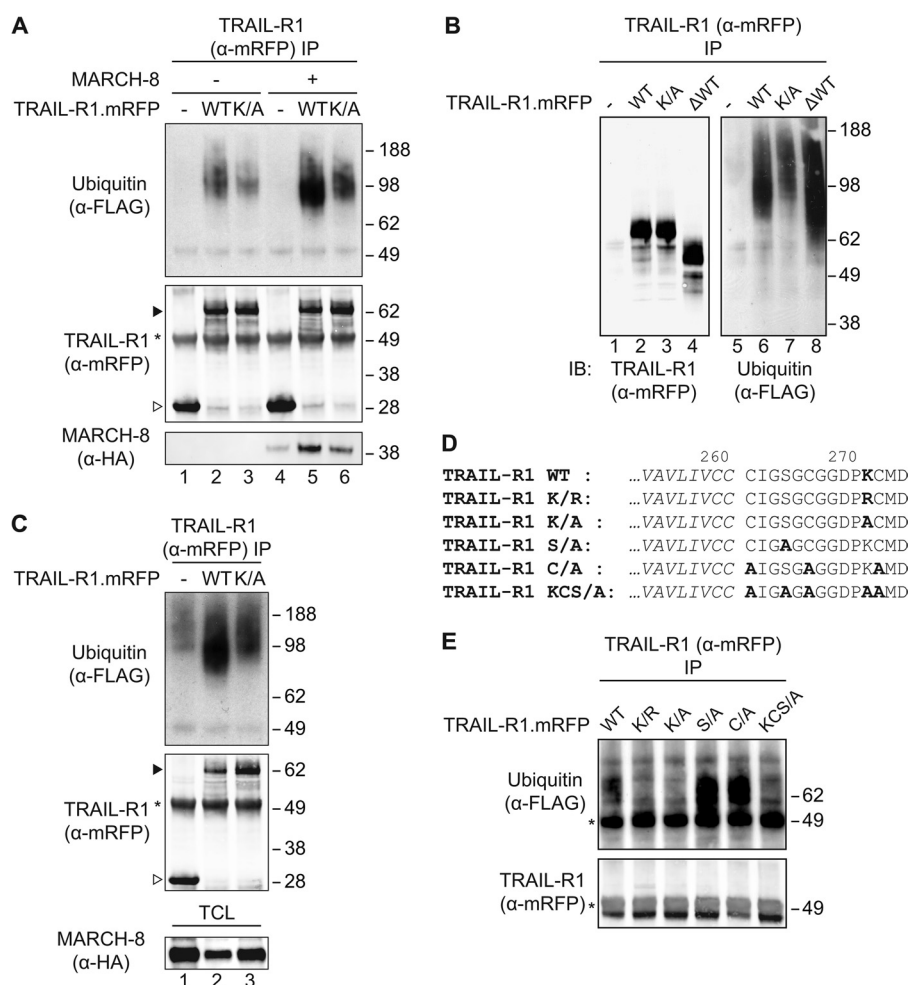 A
TRAIL-R1
(α-mRFP) IP
MARCH-8 - +
TRAIL-R1.mRFP - WT K/A - WT K/A
Ubiquitin
(α-FLAG)
188
98
62
49
TRAIL-R1
(α-mRFP)
*
62
49
38
28
MARCH-8
(α-HA)
38
1 2 3 4 5 6
B
TRAIL-R1 (α-mRFP)
IP
TRAIL-R1.mRFP - WT K/A ΔWT - WT K/A ΔWT
188
98
62
49
38
1 2 3 4 5 6 7 8
IB: TRAIL-R1 Ubiquitin
(α-mRFP) (α-FLAG)
C
TRAIL-R1
(α-mRFP) IP
TRAIL-R1.mRFP - WT K/A
Ubiquitin
(α-FLAG)
188
98
62
49
TRAIL-R1
(α-mRFP)
*
62
49
38
28
TCL
MARCH-8
(α-HA)
1 2 3
D
260 270
TRAIL-R1 WT : …VAVLIVCC CIGSGCGGDPKCMD
TRAIL-R1 K/R: …VAVLIVCC CIGSGCGGDPRCMD
TRAIL-R1 K/A : …VAVLIVCC CIGSGCGGDPACMD
TRAIL-R1 S/A: …VAVLIVCC CIGAGCGGDPKCMD
TRAIL-R1 C/A: …VAVLIVCC AIGSGAGGDPKAMD
TRAIL-R1 KCS/A: …VAVLIVCC AIGAGAGGDPAAMD
E
TRAIL-R1 (α-mRFP)
IP
TRAIL-R1.mRFP WT K/R K/A S/A C/A KCS/A
Ubiquitin
(α-FLAG)
*
62
49
TRAIL-R1
(α-mRFP)
*
49